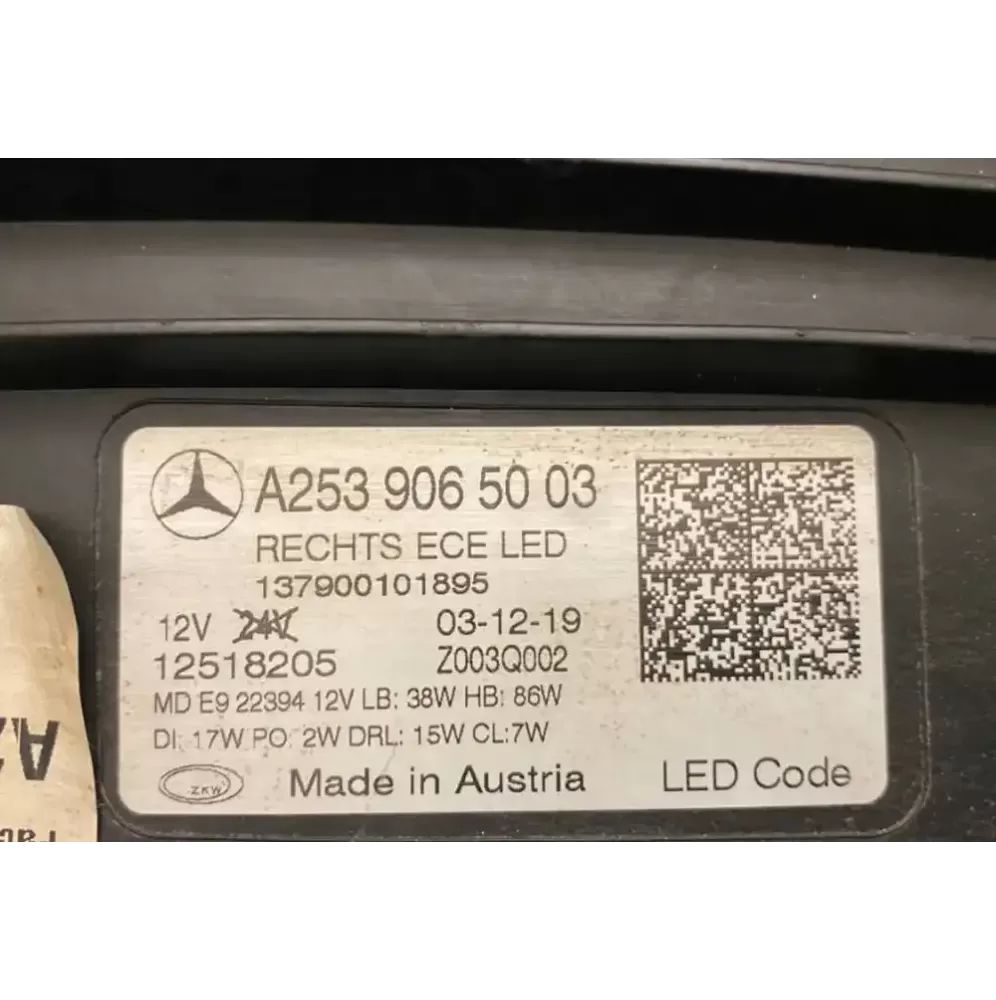 A253 906 50 03
RECHTS ECE LED
137900101895
12V 24V 03-12-19
12518205 Z003Q002
MD E9 22394 12V LB: 38W HB: 86W
DI: 17W PO: 2W DRL: 15W CL:7W
ZKW Made in Austria LED Code